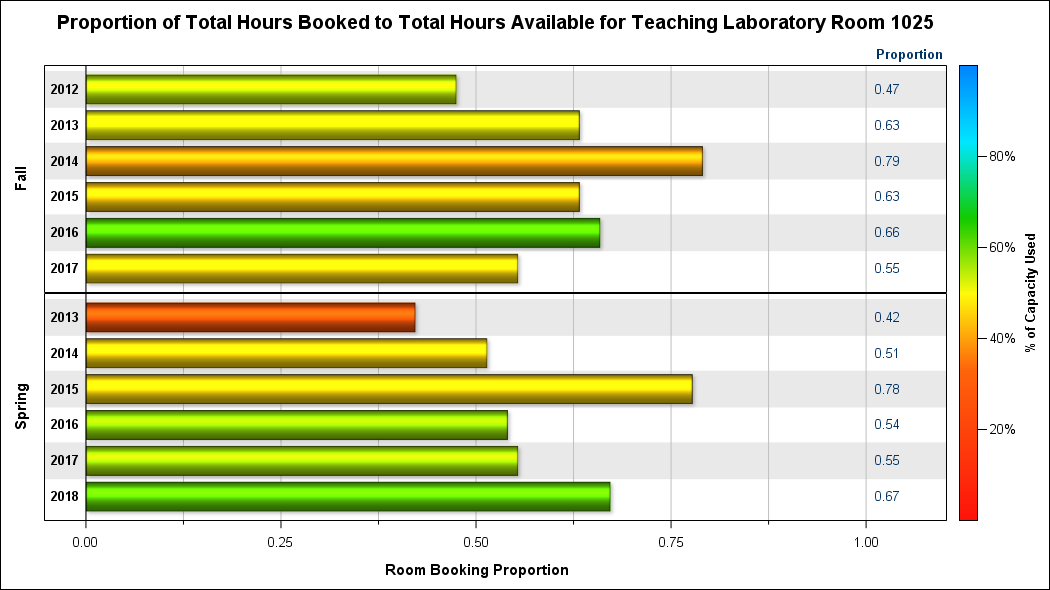 Proportion of Total Hours Booked to Total Hours Available for Teaching Laboratory Room 1025
Proportion
Fall
2012 0.47
2013 0.63
2014 0.79
2015 0.63
2016 0.66
2017 0.55
Spring
2013 0.42
2014 0.51
2015 0.78
2016 0.54
2017 0.55
2018 0.67
0.00 0.25 0.50 0.75 1.00
Room Booking Proportion
80%
60%
40%
20%
% of Capacity Used